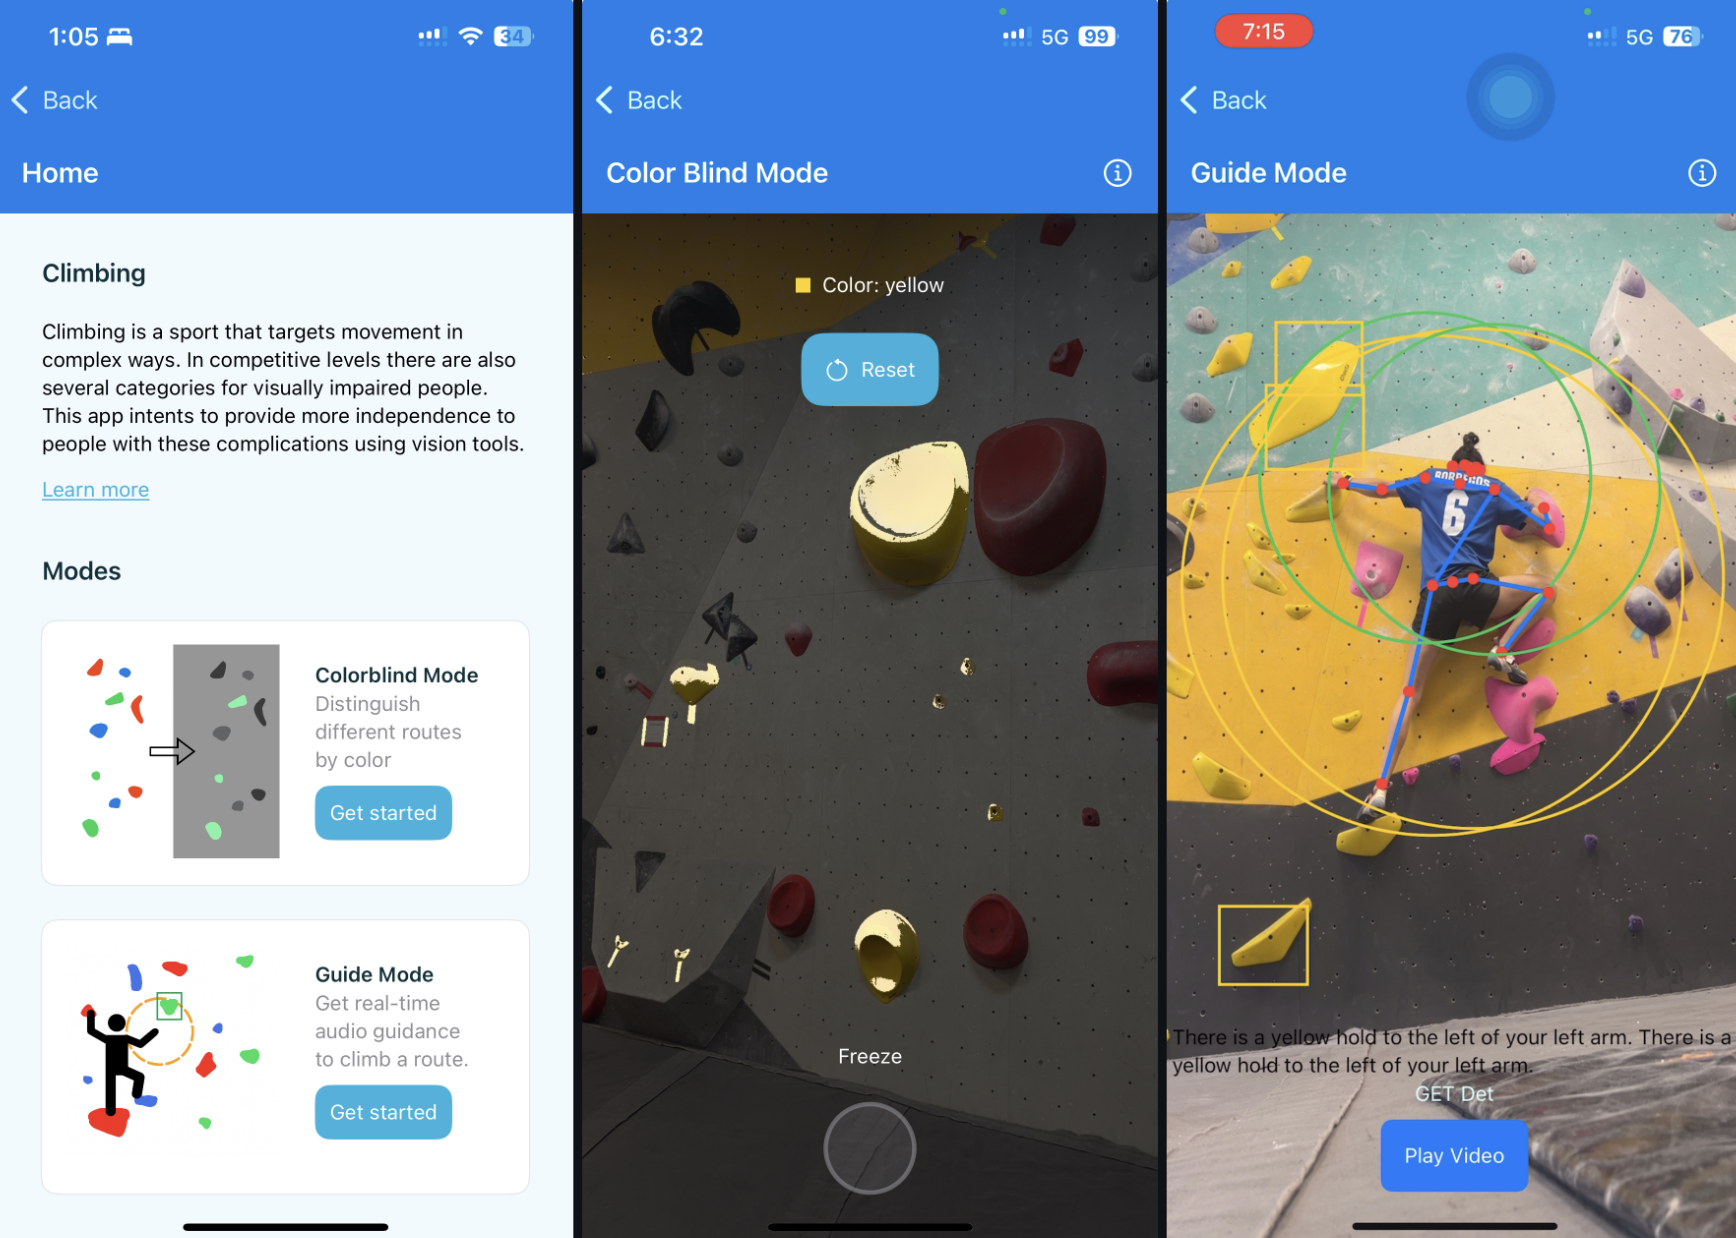 1:05
34
Back
Home
Climbing
Climbing is a sport that targets movement in
complex ways. In competitive levels there are also
several categories for visually impaired people.
This app intents to provide more independence to
people with these complications using vision tools.
Learn more
Modes
Colorblind Mode
Distinguish
different routes
by color
Get started
Guide Mode
Get real-time
audio guidance
to climb a route.
Get started
6:32
5G 99
Back
Color Blind Mode
Color: yellow
Reset
Freeze
7:15
5G 76
Back
Guide Mode
BORREGOS
6
There is a yellow hold to the left of your left arm. There is a
yellow hold to the left of your left arm.
GET Det
Play Video